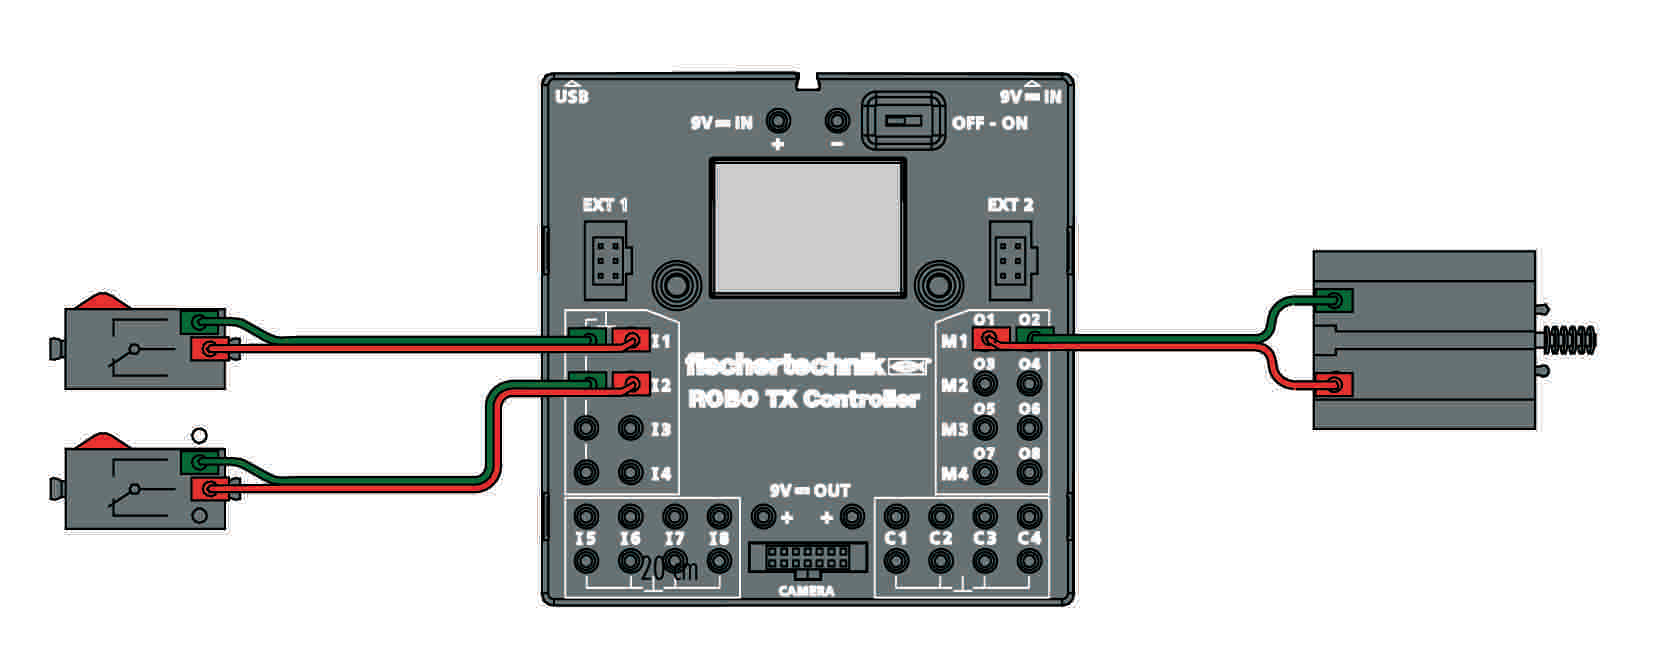 USB
9V IN
9V IN
OFF - ON
+
−
EXT 1
EXT 2
O1 O2
I1
M1
fischertechnik
O3 O4
I2
M2
ROBO TX Controller
O5 O6
I3
M3
O7 O8
I4
M4
9V OUT
+ +
I5 I6 I7 I8
C1 C2 C3 C4
20 cm
CAMERA